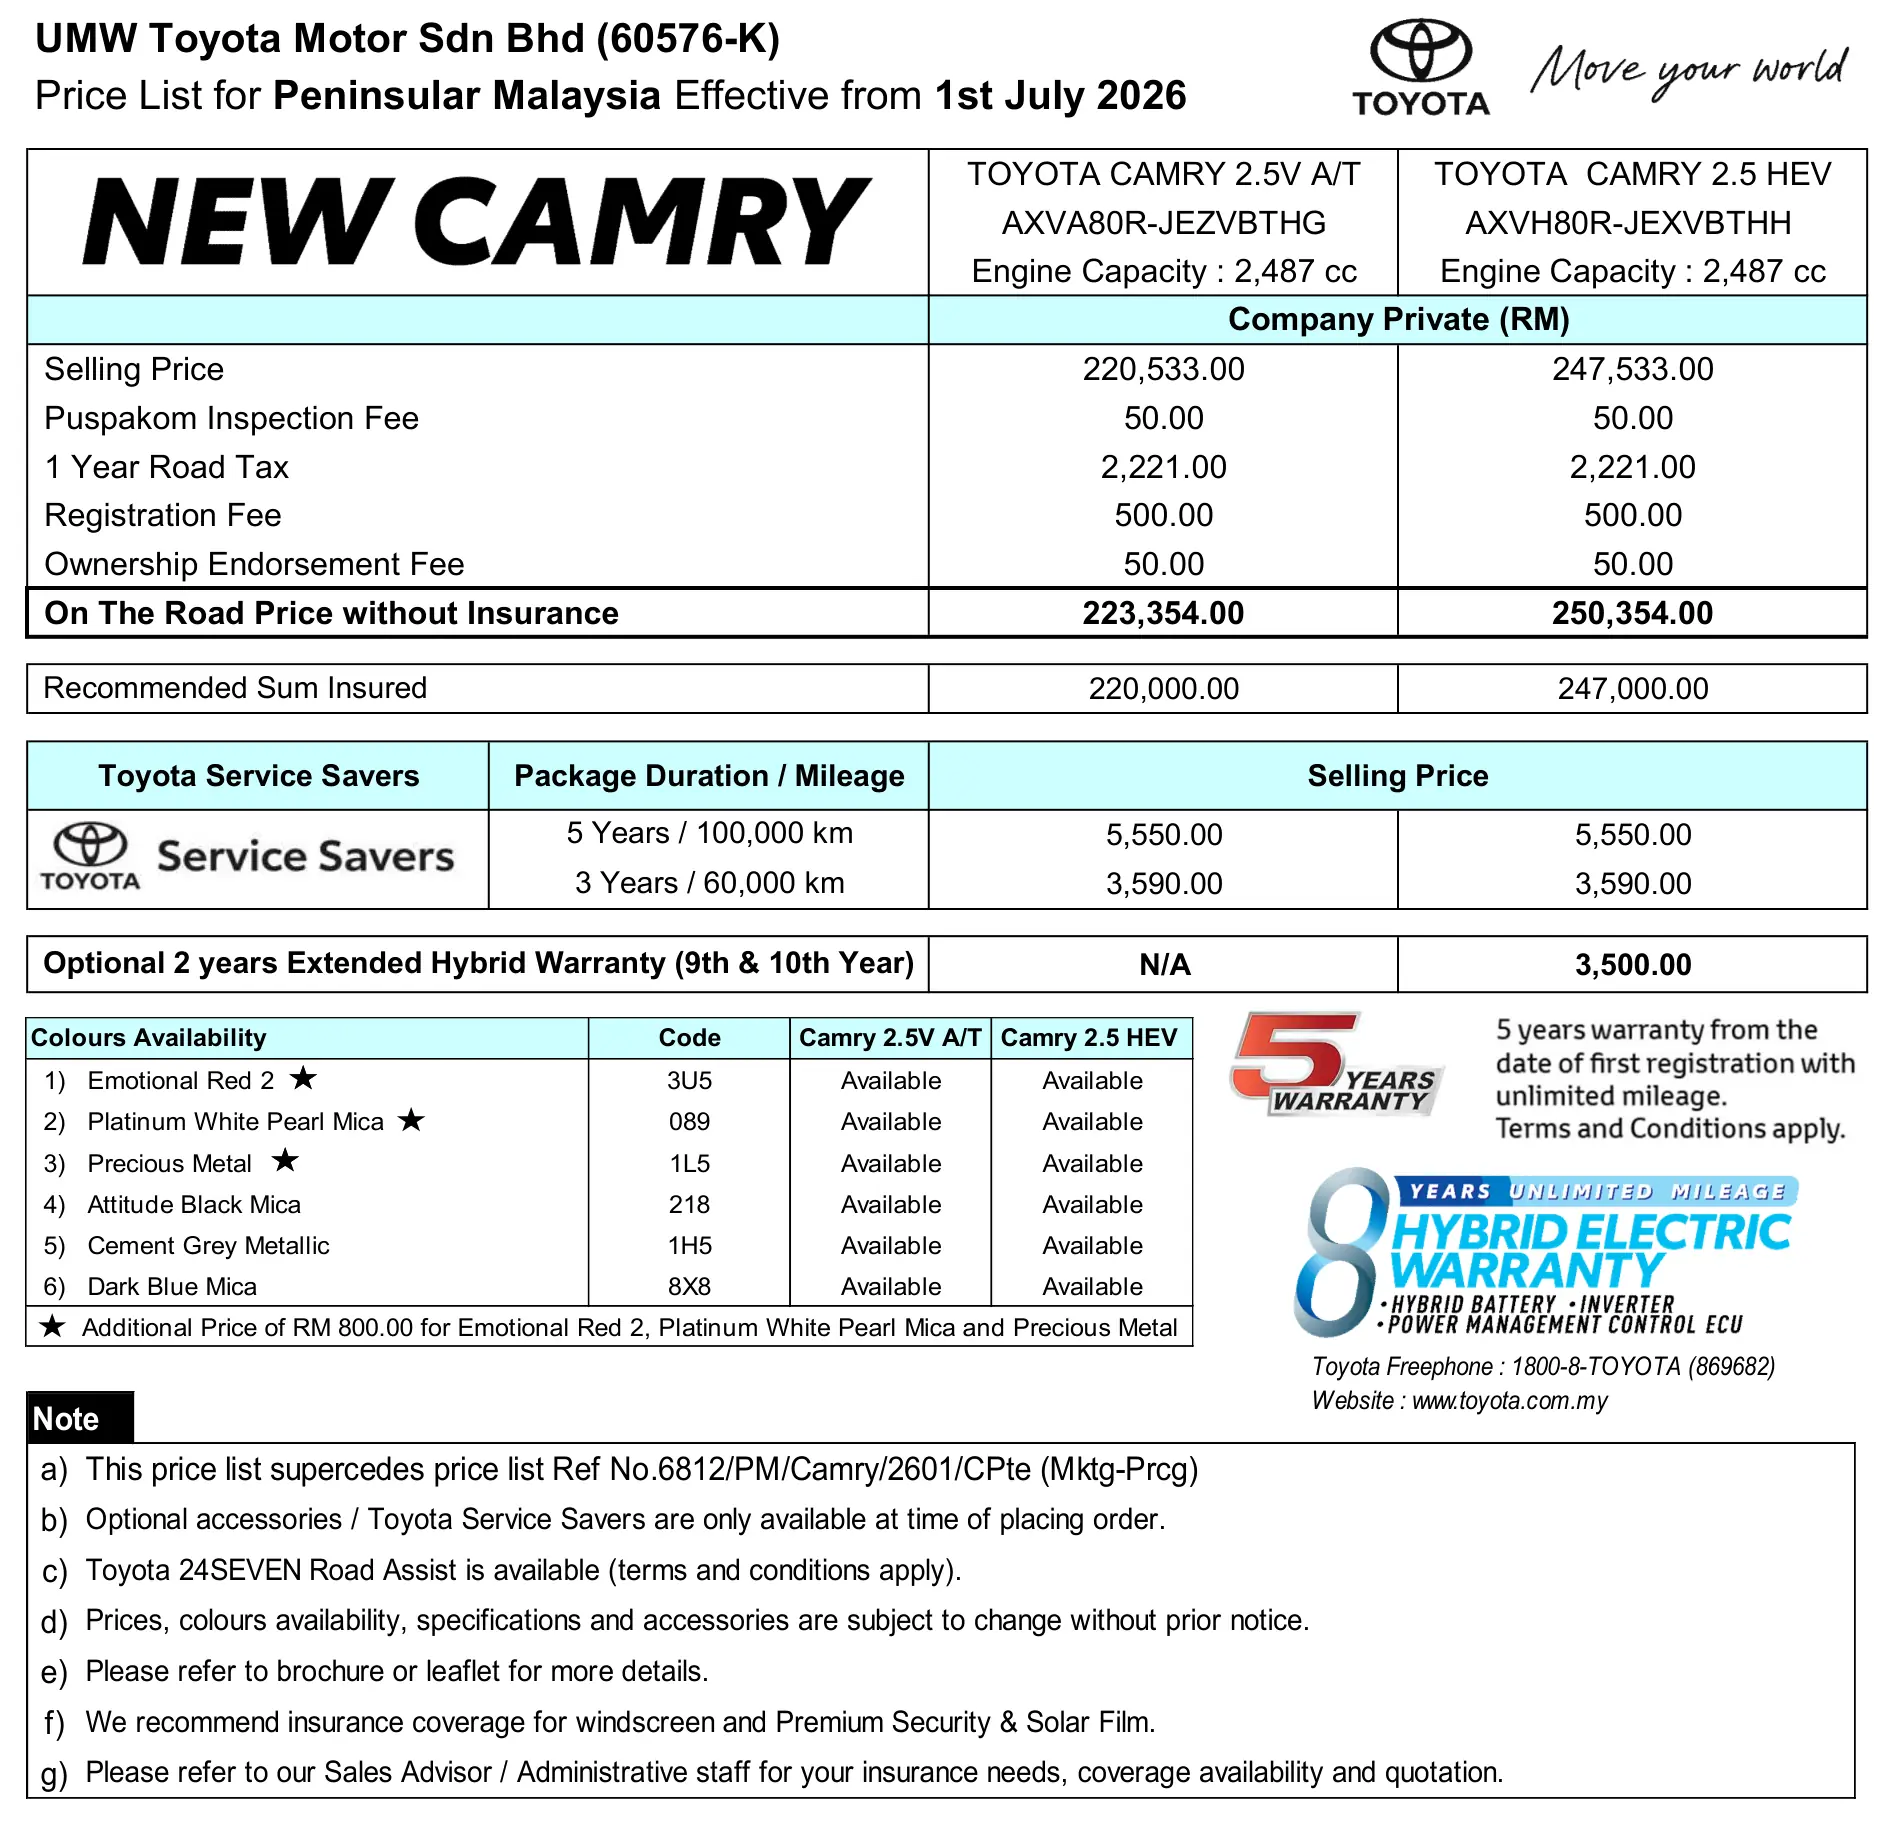 UMW Toyota Motor Sdn Bhd (60576-K)
Price List for Peninsular Malaysia Effective from 1st July 2026
TOYOTA
Move your world
NEW CAMRY
TOYOTA CAMRY 2.5V A/T
AXVA80R-JEZVBTHG
Engine Capacity : 2,487 cc
TOYOTA CAMRY 2.5 HEV
AXVH80R-JEXVBTHH
Engine Capacity : 2,487 cc
Company Private (RM)
Selling Price 220,533.00 247,533.00
Puspakom Inspection Fee 50.00 50.00
1 Year Road Tax 2,221.00 2,221.00
Registration Fee 500.00 500.00
Ownership Endorsement Fee 50.00 50.00
On The Road Price without Insurance 223,354.00 250,354.00
Recommended Sum Insured 220,000.00 247,000.00
Toyota Service Savers Package Duration / Mileage Selling Price
TOYOTA Service Savers
5 Years / 100,000 km 5,550.00 5,550.00
3 Years / 60,000 km 3,590.00 3,590.00
Optional 2 years Extended Hybrid Warranty (9th & 10th Year) N/A 3,500.00
Colours Availability Code Camry 2.5V A/T Camry 2.5 HEV
1) Emotional Red 2 ★ 3U5 Available Available
2) Platinum White Pearl Mica ★ 089 Available Available
3) Precious Metal ★ 1L5 Available Available
4) Attitude Black Mica 218 Available Available
5) Cement Grey Metallic 1H5 Available Available
6) Dark Blue Mica 8X8 Available Available
★ Additional Price of RM 800.00 for Emotional Red 2, Platinum White Pearl Mica and Precious Metal
5 YEARS
WARRANTY
5 years warranty from the
date of first registration with
unlimited mileage.
Terms and Conditions apply.
8 YEARS UNLIMITED MILEAGE
HYBRID ELECTRIC
WARRANTY
•HYBRID BATTERY •INVERTER
•POWER MANAGEMENT CONTROL ECU
Toyota Freephone : 1800-8-TOYOTA (869682)
Website : www.toyota.com.my
Note
a) This price list supercedes price list Ref No.6812/PM/Camry/2601/CPte (Mktg-Prcg)
b) Optional accessories / Toyota Service Savers are only available at time of placing order.
c) Toyota 24SEVEN Road Assist is available (terms and conditions apply).
d) Prices, colours availability, specifications and accessories are subject to change without prior notice.
e) Please refer to brochure or leaflet for more details.
f) We recommend insurance coverage for windscreen and Premium Security & Solar Film.
g) Please refer to our Sales Advisor / Administrative staff for your insurance needs, coverage availability and quotation.